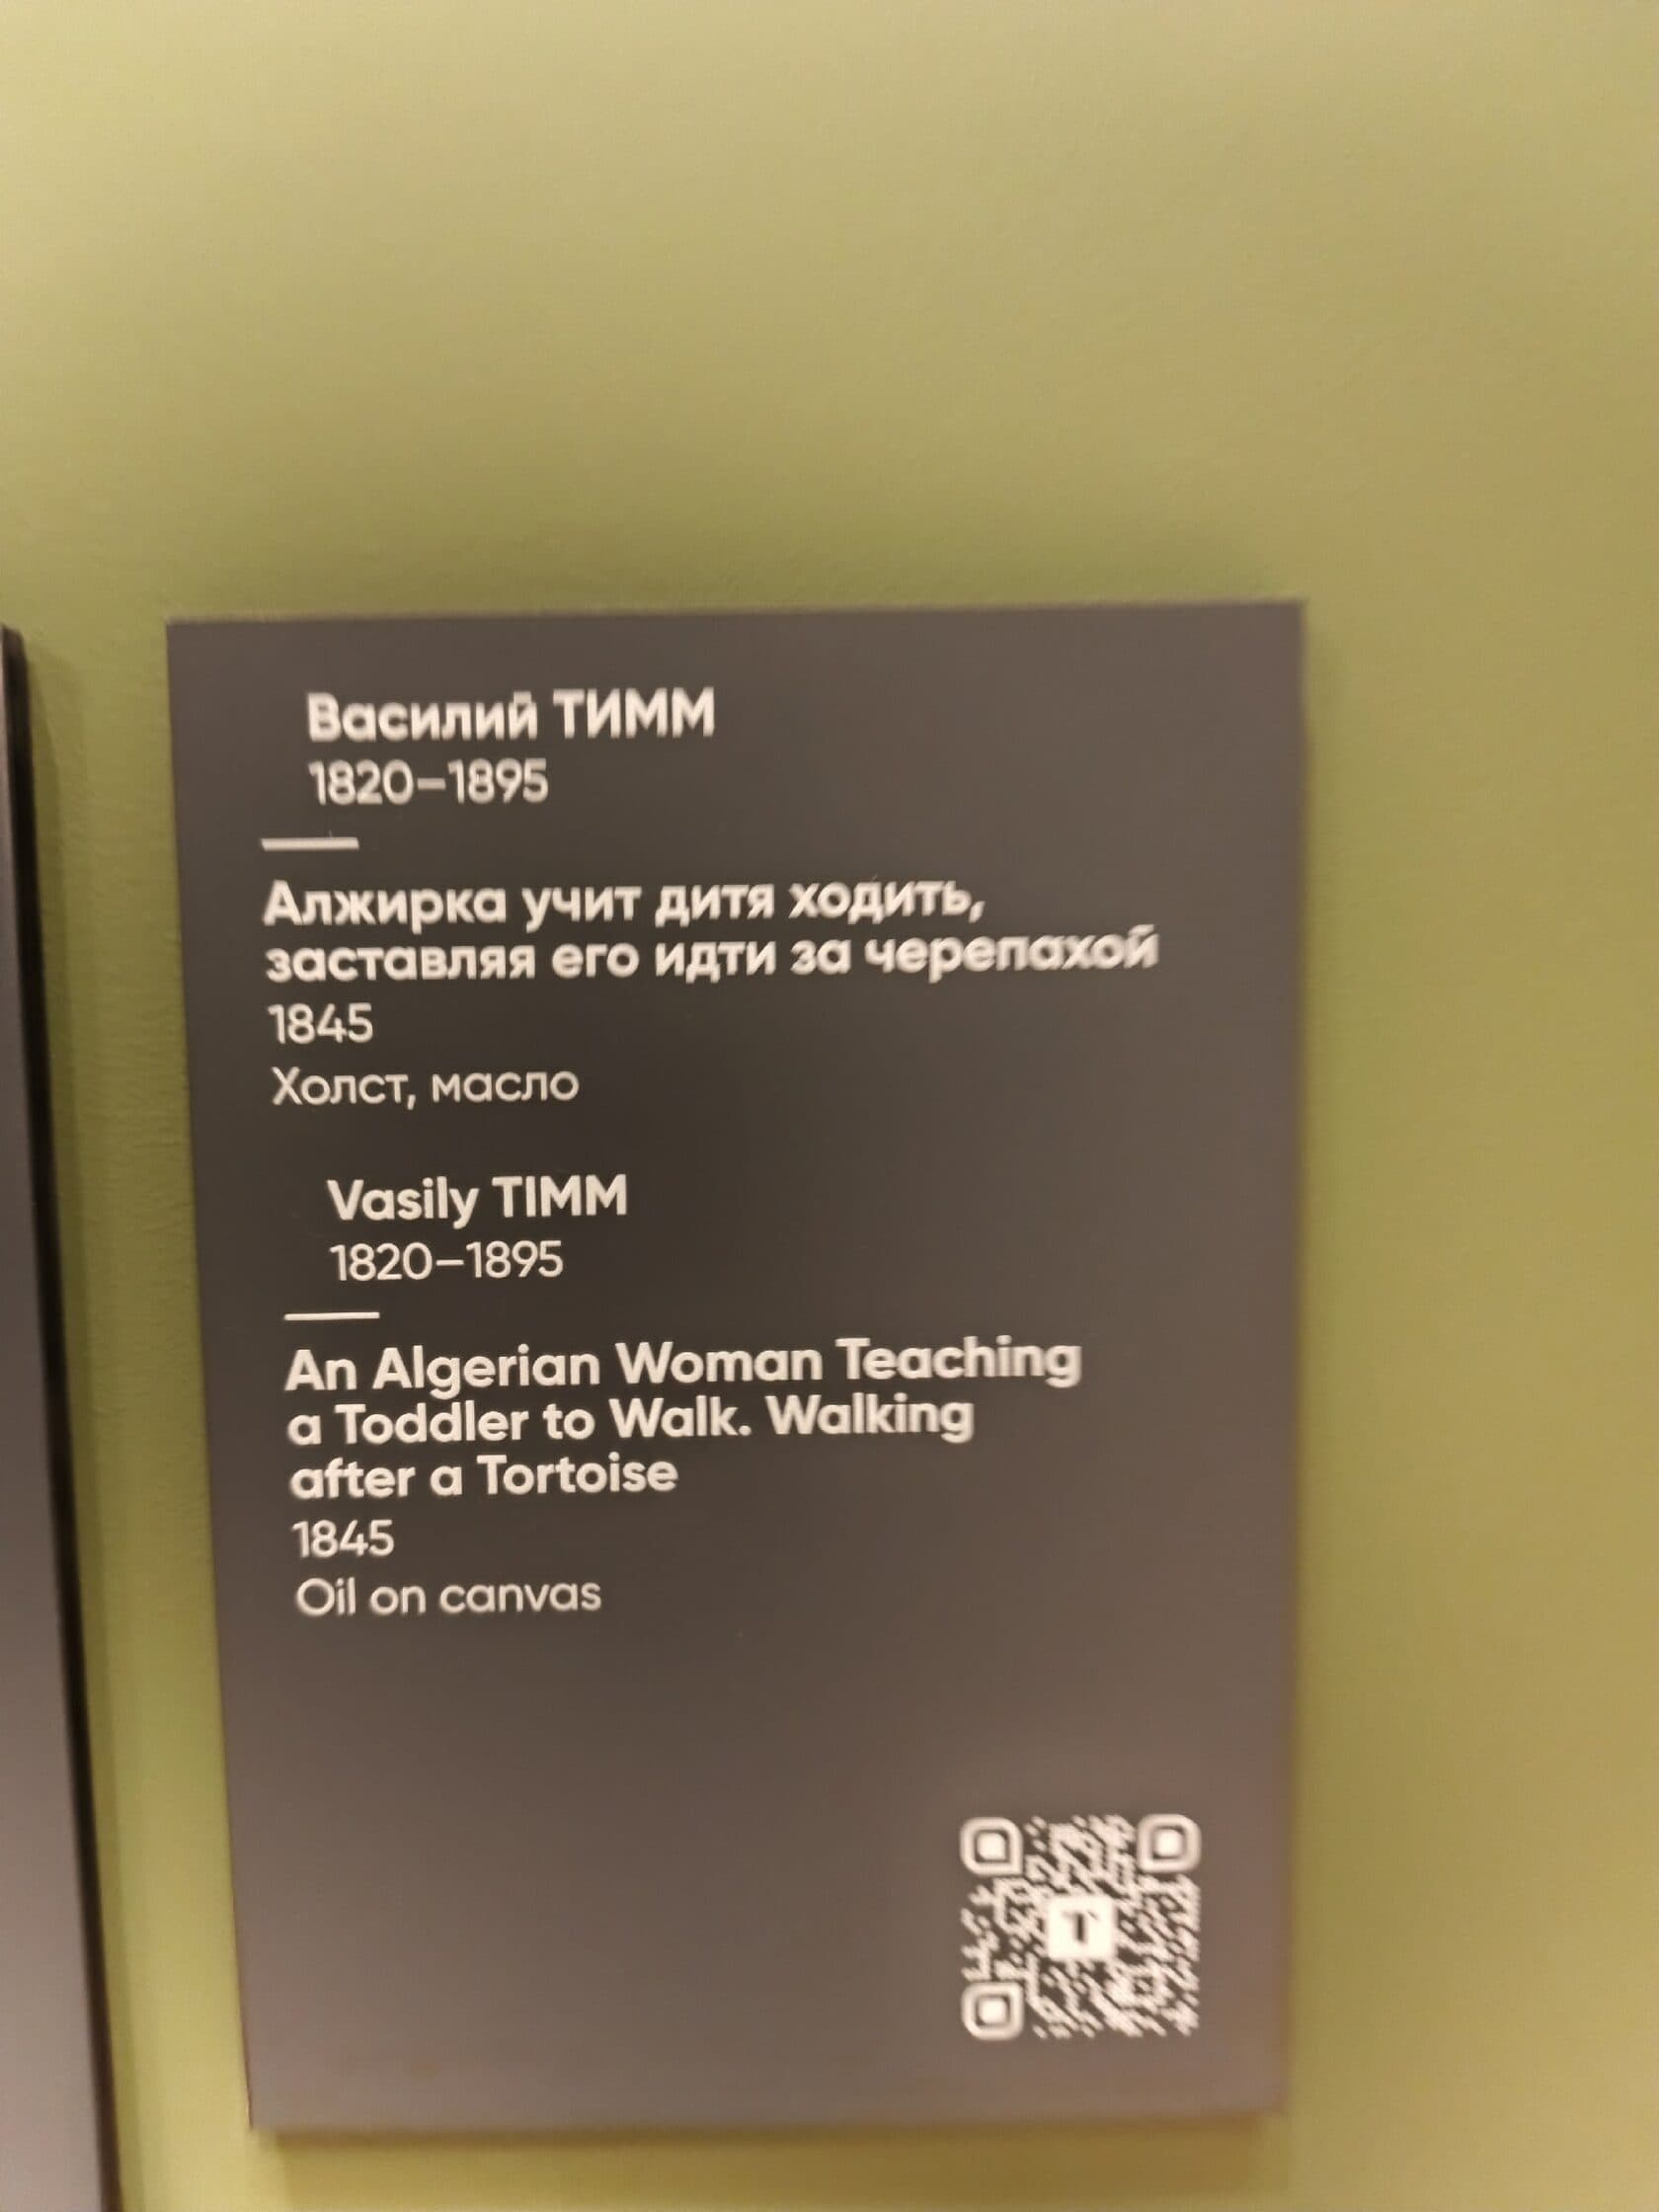 Василий ТИММ
1820–1895
Алжирка учит дитя ходить,
заставляя его идти за черепахой
1845
Холст, масло
Vasily TIMM
1820–1895
An Algerian Woman Teaching
a Toddler to Walk. Walking
after a Tortoise
1845
Oil on canvas
T